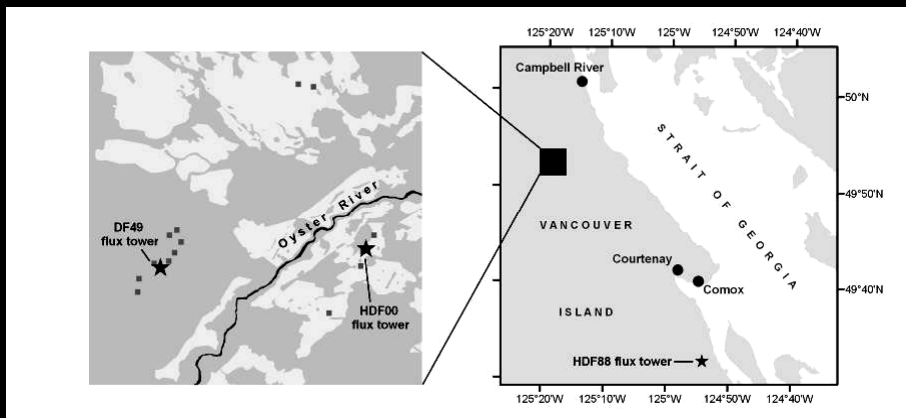 DF49
flux tower
Oyster River
HDF00
flux tower
125°20'W 125°10'W 125°W 124°50'W 124°40'W
Campbell River
50°N
STRAIT OF GEORGIA
49°50'N
VANCOUVER
Courtenay
Comox
49°40'N
ISLAND
HDF88 flux tower
125°20'W 125°10'W 125°W 124°50'W 124°40'W